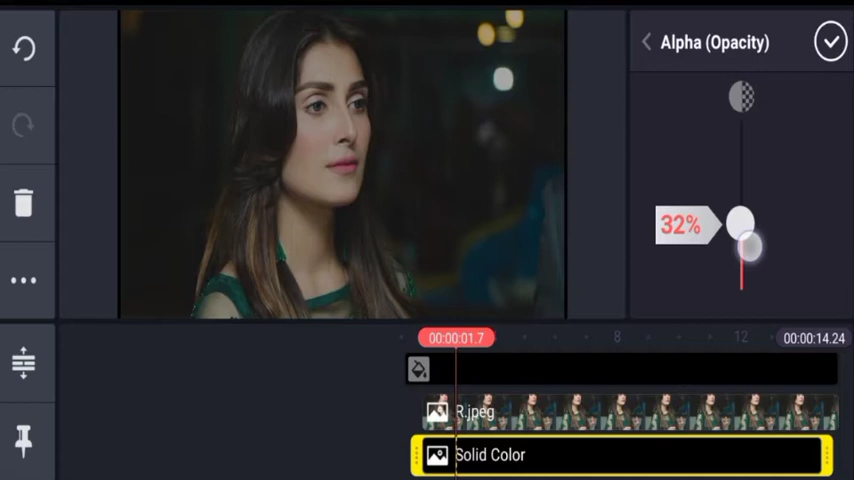 Alpha (Opacity)
32%
00:00:01.7
8
12
00:00:14.24
R.jpeg
Solid Color